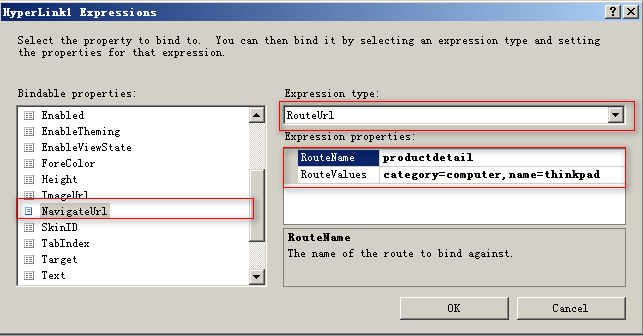 HyperLink1 Expressions
Select the property to bind to.  You can then bind it by selecting an expression type and setting
the properties for that expression.
Bindable properties:
Enabled
EnableTheming
EnableViewState
ForeColor
Height
ImageUrl
NavigateUrl
SkinID
TabIndex
Target
Text
Expression type:
RouteUrl
Expression properties:
RouteName productdetail
RouteValues category=computer,name=thinkpad
RouteName
The name of the route to bind against.
OK
Cancel